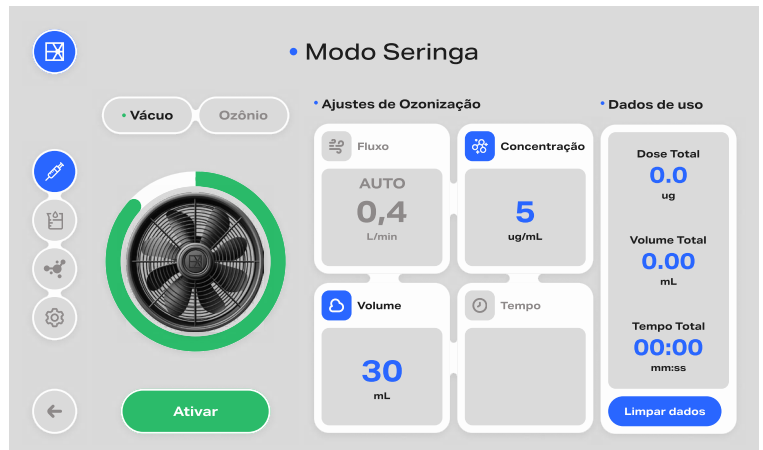 Modo Seringa
Vácuo
Ozônio
Ajustes de Ozonização
Fluxo
AUTO
0,4
L/min
Concentração
5
ug/mL
Volume
30
mL
Tempo
Dados de uso
Dose Total
0.0
ug
Volume Total
0.00
mL
Tempo Total
00:00
mm:ss
Limpar dados
Ativar